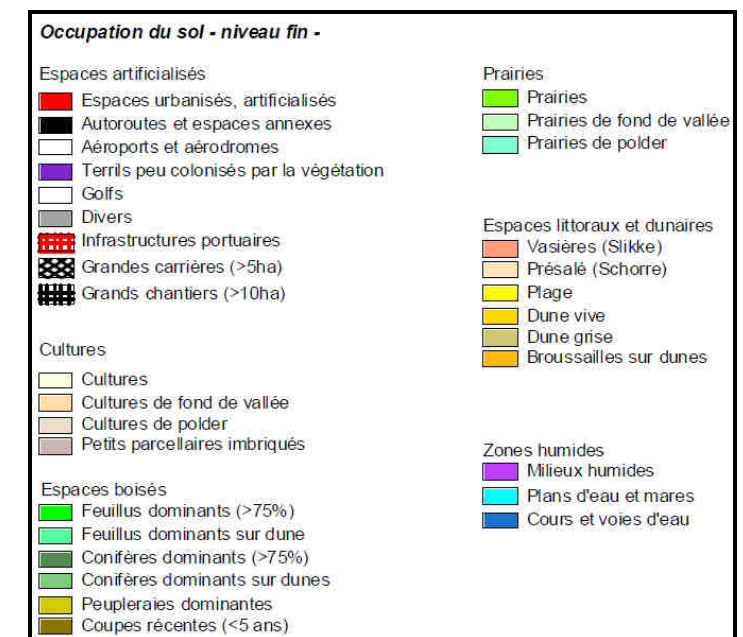 Occupation du sol - niveau fin -
Espaces artificialisés
Espaces urbanisés, artificialisés
Autoroutes et espaces annexes
Aéroports et aérodromes
Terrils peu colonisés par la végétation
Golfs
Divers
Infrastructures portuaires
Grandes carrières (>5ha)
Grands chantiers (>10ha)
Cultures
Cultures
Cultures de fond de vallée
Cultures de polder
Petits parcellaires imbriqués
Espaces boisés
Feuillus dominants (>75%)
Feuillus dominants sur dune
Conifères dominants (>75%)
Conifères dominants sur dunes
Peupleraies dominantes
Coupes récentes (<5 ans)
Prairies
Prairies
Prairies de fond de vallée
Prairies de polder
Espaces littoraux et dunaires
Vasières (Slikke)
Présalé (Schorre)
Plage
Dune vive
Dune grise
Broussailles sur dunes
Zones humides
Milieux humides
Plans d'eau et mares
Cours et voies d'eau